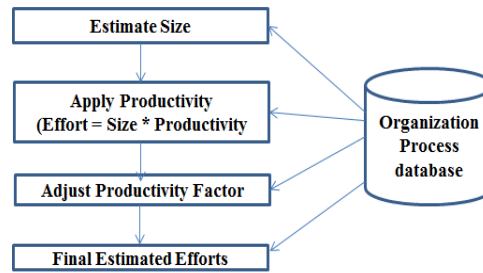 Estimate Size
Apply Productivity
(Effort = Size * Productivity
Organization
Process
database
Adjust Productivity Factor
Final Estimated Efforts